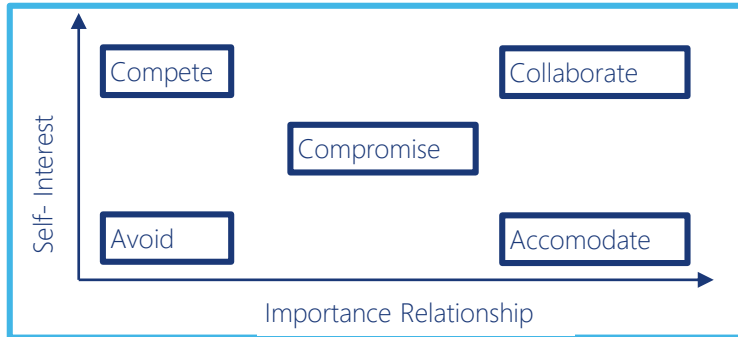 Compete
Collaborate
Compromise
Avoid
Accomodate
Self- Interest
Importance Relationship